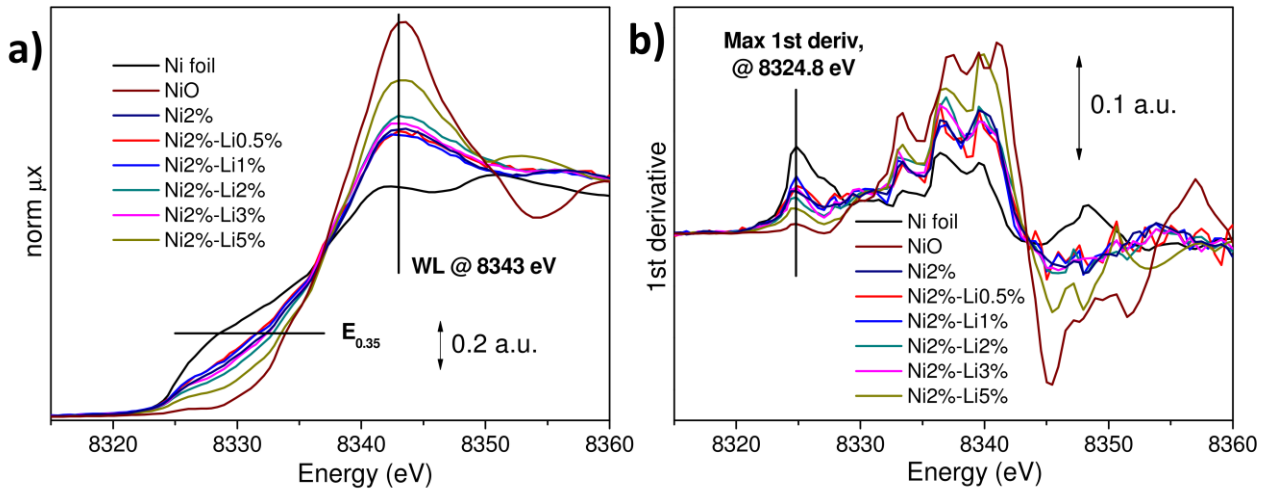 a)
Ni foil
NiO
Ni2%
Ni2%-Li0.5%
Ni2%-Li1%
Ni2%-Li2%
Ni2%-Li3%
Ni2%-Li5%
WL @ 8343 eV
E0.35
0.2 a.u.
norm μx
8320 8330 8340 8350 8360
Energy (eV)
b)
Max 1st deriv,
@ 8324.8 eV
0.1 a.u.
Ni foil
NiO
Ni2%
Ni2%-Li0.5%
Ni2%-Li1%
Ni2%-Li2%
Ni2%-Li3%
Ni2%-Li5%
1st derivative
8320 8330 8340 8350 8360
Energy (eV)